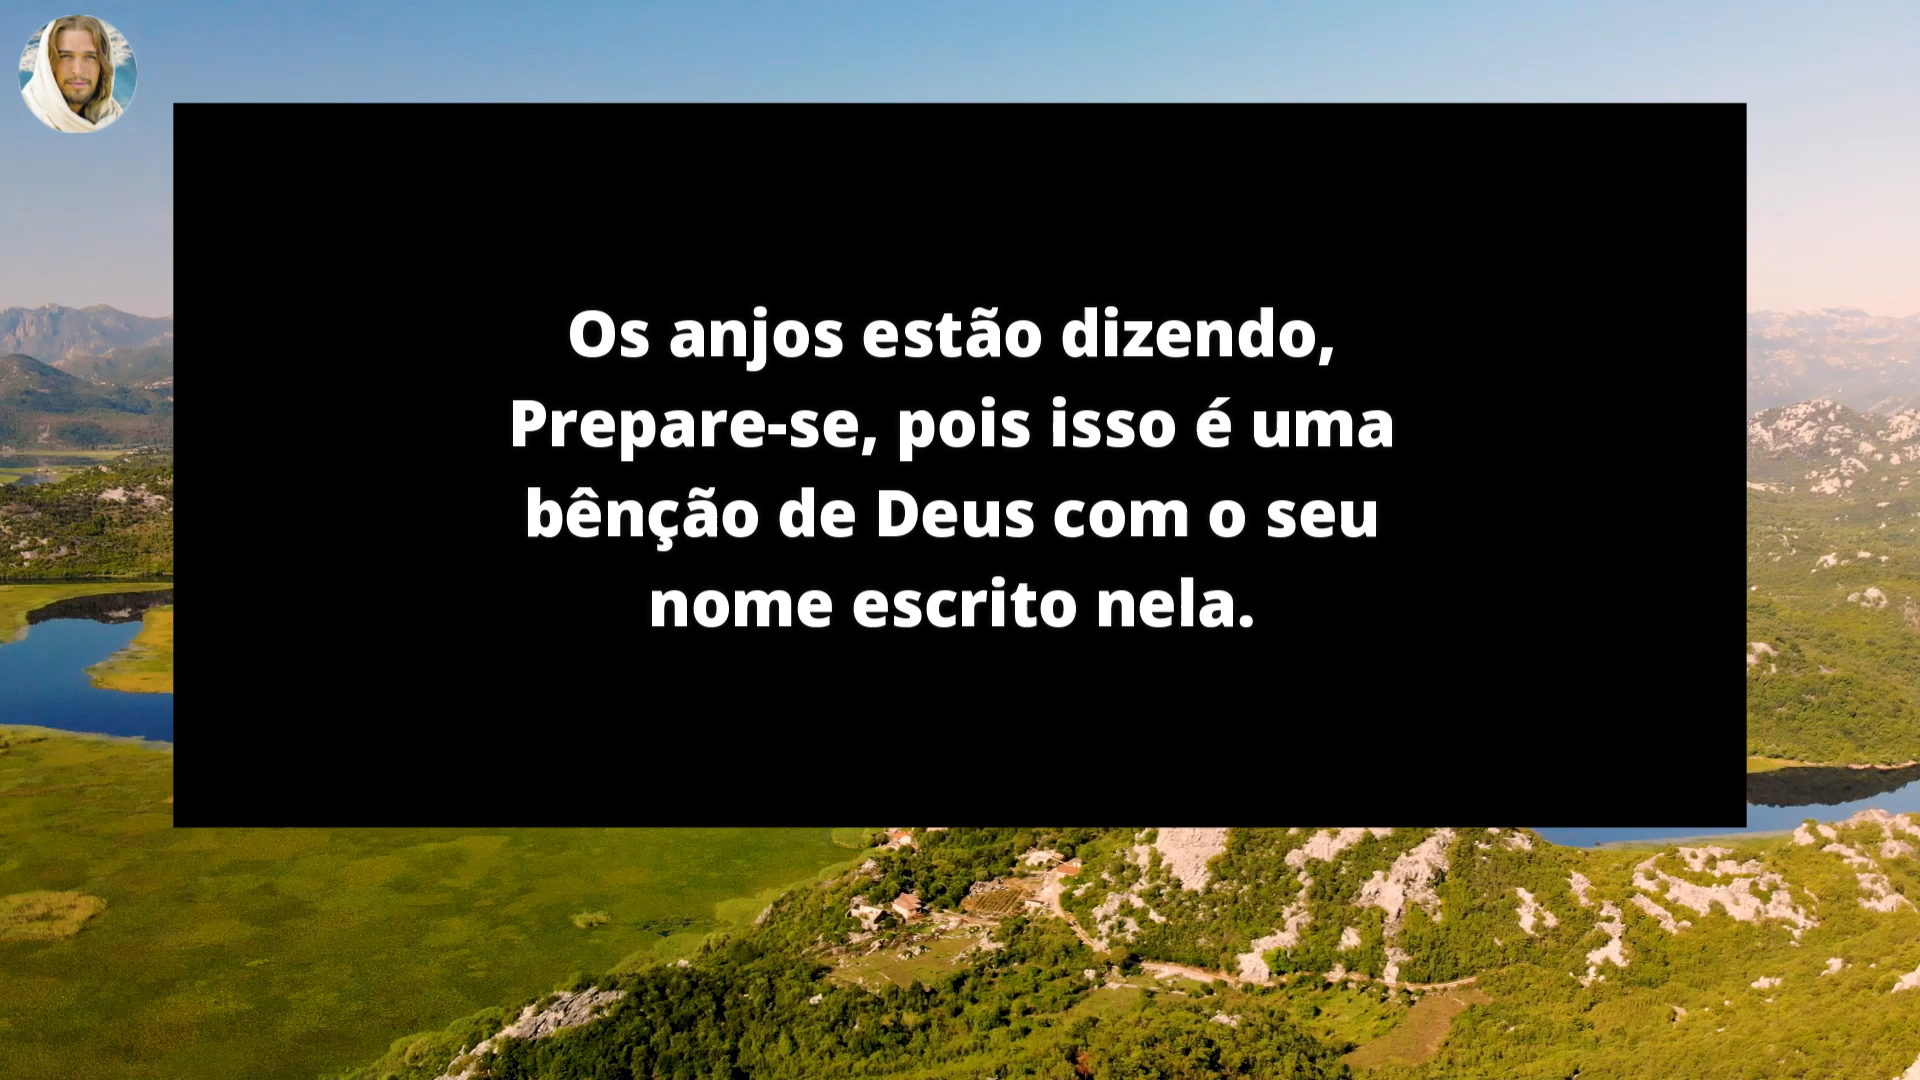 Os anjos estão dizendo,
Prepare-se, pois isso é uma
bênção de Deus com o seu
nome escrito nela.